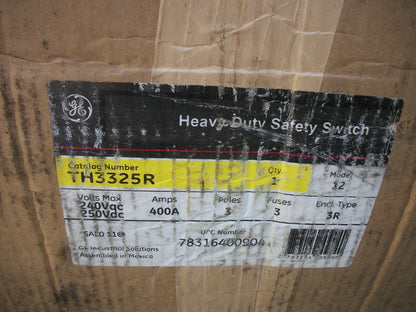 GE
Heavy Duty Safety Switch
Catalog Number Qty. Model
TH3325R 1 12
Volts Max Amps Poles Fuses Encl. Type
240Vac 400A 3 3 3R
250Vdc
UPC Number
GE Industrial Solutions 78316400904
Assembled in Mexico